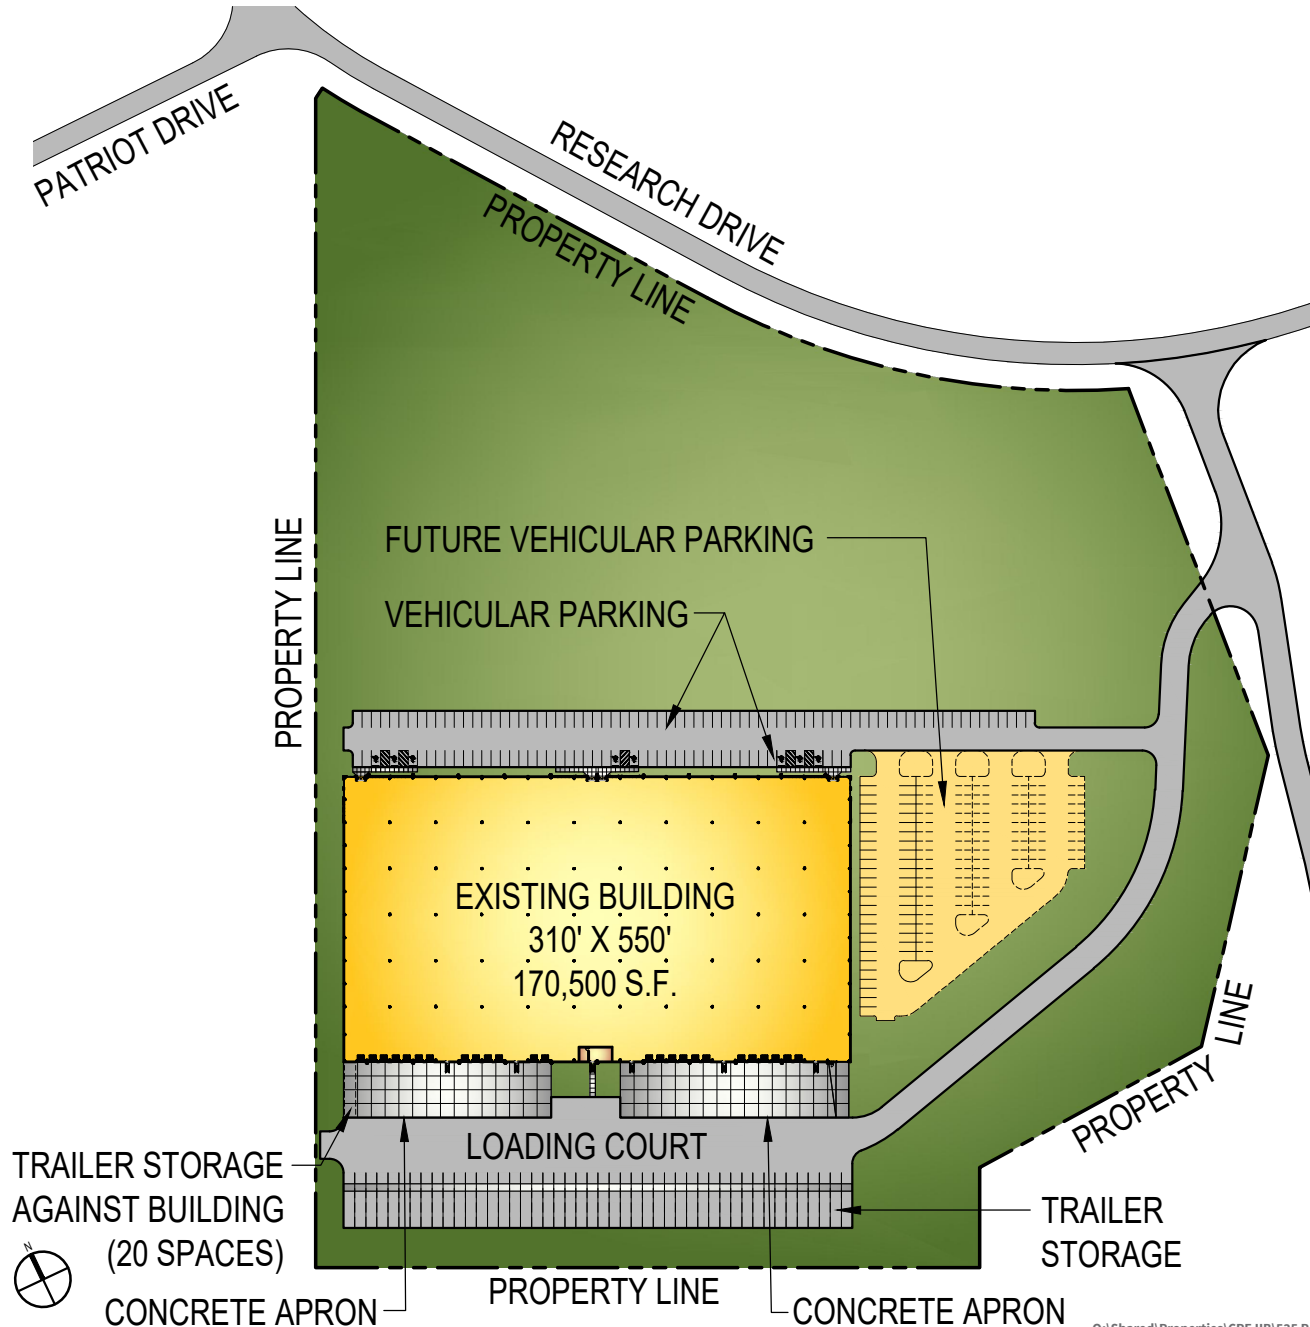 PATRIOT DRIVE
RESEARCH DRIVE
PROPERTY LINE
PROPERTY LINE
FUTURE VEHICULAR PARKING
VEHICULAR PARKING
EXISTING BUILDING
310' X 550'
170,500 S.F.
PROPERTY LINE
LOADING COURT
TRAILER STORAGE
AGAINST BUILDING
(20 SPACES)
TRAILER
STORAGE
N
PROPERTY LINE
CONCRETE APRON
CONCRETE APRON